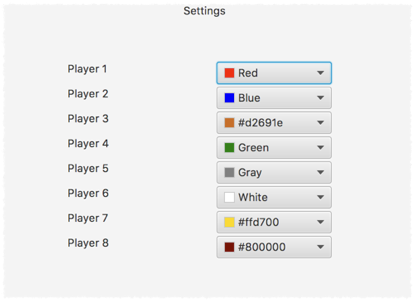 Settings
Player 1 Red
Player 2 Blue
Player 3 #d2691e
Player 4 Green
Player 5 Gray
Player 6 White
Player 7 #ffd700
Player 8 #800000